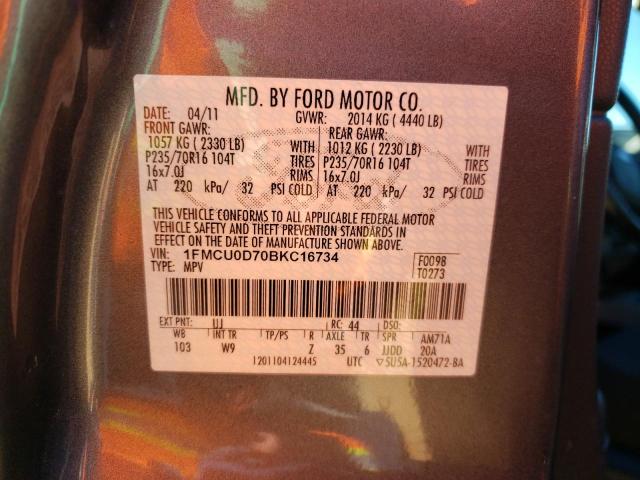 MFD. BY FORD MOTOR CO.
DATE: 04/11 GVWR: 2014 KG ( 4440 LB)
FRONT GAWR: REAR GAWR:
1057 KG ( 2330 LB) WITH 1012 KG ( 2230 LB) WITH
P235/70R16 104T TIRES P235/70R16 104T TIRES
16x7.0J RIMS 16x7.0J RIMS
AT 220 kPa/ 32 PSI COLD AT 220 kPa/ 32 PSI COLD
THIS VEHICLE CONFORMS TO ALL APPLICABLE FEDERAL MOTOR
VEHICLE SAFETY AND THEFT PREVENTION STANDARDS IN
EFFECT ON THE DATE OF MANUFACTURE SHOWN ABOVE.
VIN: 1FMCU0D70BKC16734 F0098
TYPE: MPV T0273
EXT PNT: UJ RC: 44 DSO:
WB INT TR TP/PS R AXLE TR SPR AM71A
103 W9 Z 35 6 JJDD 20A
1201104124445 UTC ▽SU5A-1520472-BA